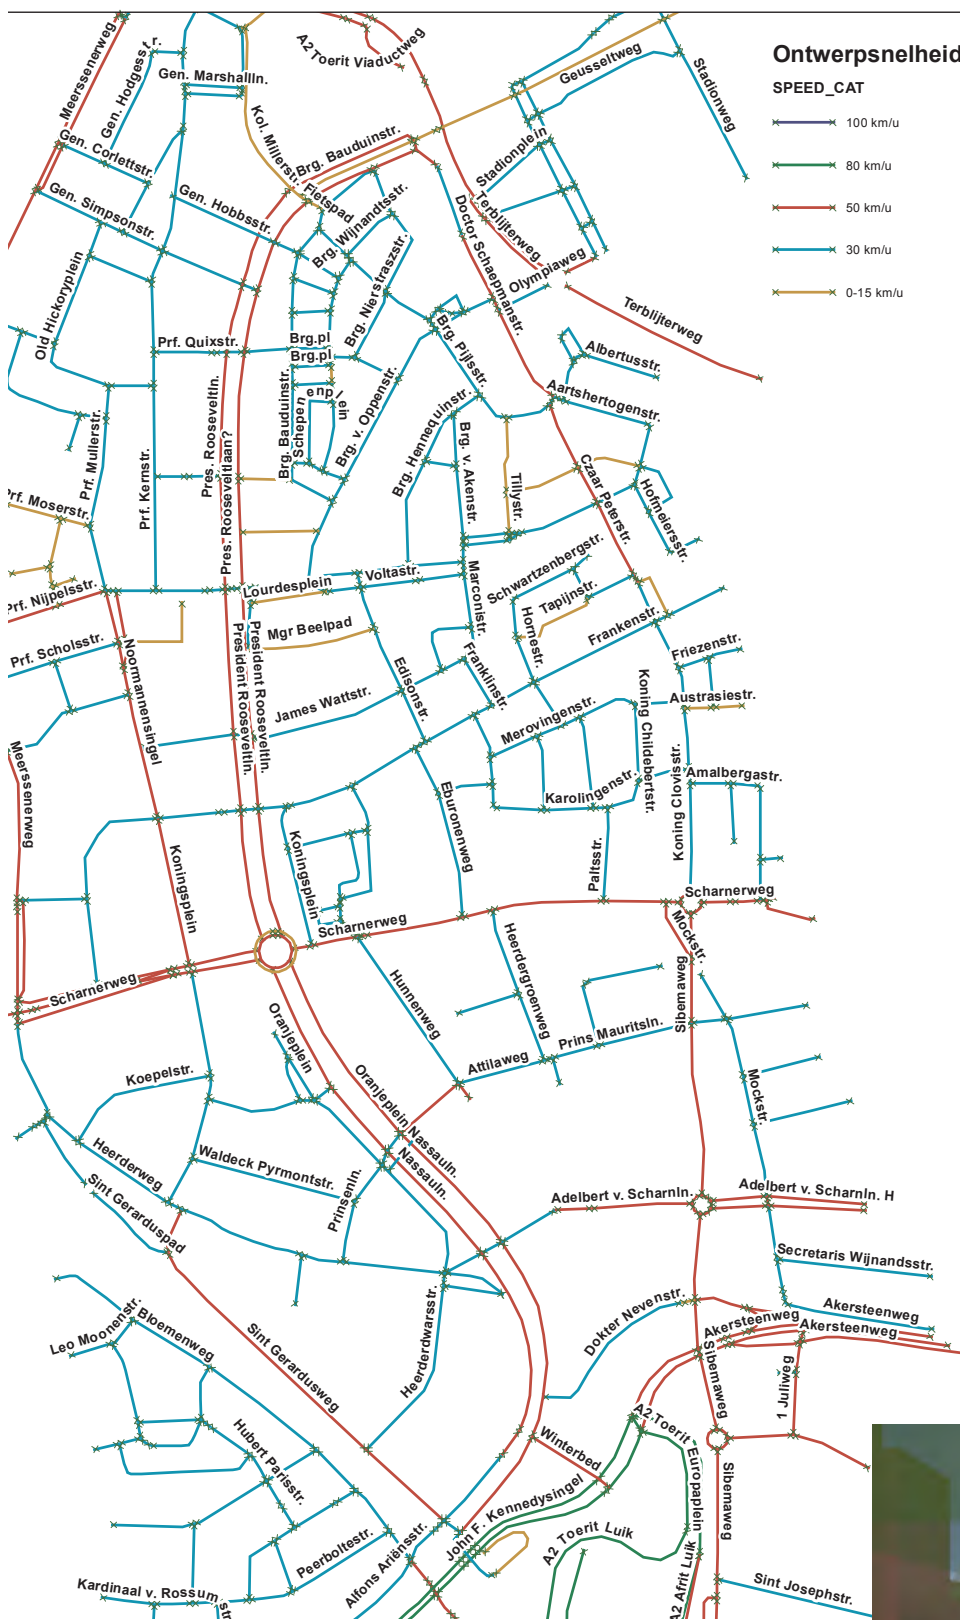 Ontwerpsnelheid
SPEED_CAT
100 km/u
80 km/u
50 km/u
30 km/u
0-15 km/u
Meerssenerweg
Gen. Hodgesstr.
Gen. Marshallln.
A2 Toerit Viaductweg
Geusseltweg
Stadionweg
Gen. Corlettstr.
Kol. Millerstr.
Brg. Bauduinstr.
Fietspad
Stadionplein
Gen. Simpsonstr.
Gen. Hobbsstr.
Brg. Wijnandtsstr.
Doctor Schaepmanstr.
Terblijterweg
Olympiaweg
Old Hickoryplein
Brg. Nierstraszstr.
Terblijterweg
Prf. Quixstr.
Brg.pl
Brg.pl
Brg. Pijlsstr.
Albertusstr.
Pres. Rooseveltln.
Brg. Bauduinstr.
Schepenenplein
Brg. v. Oppenstr.
Aartshertogenstr.
Prf. Mullerstr.
Prf. Kernstr.
Pres. Rooseveltlaan?
Brg. Hennequinstr.
Brg. v. Akenstr.
Tillystr.
Czaar Peterstr.
Hofmeiersstr.
Prf. Moserstr.
Prf. Nijpelsstr.
Lourdesplein
Voltastr.
Marconistr.
Schwartzenbergstr.
Tapijnstr.
Mgr Beelpad
Hornestr.
Frankenstr.
Prf. Scholsstr.
Noormannensingel
President Rooseveltln.
President Rooseveltln.
Edisonstr.
Franklinstr.
Friezenstr.
James Wattstr.
Koning Childebertstr.
Austrasiestr.
Merovingenstr.
Meerssenerweg
Karolingenstr.
Koning Clovisstr.
Amalbergastr.
Eburonenweg
Koningsplein
Koningsplein
Paltsstr.
Scharnerweg
Scharnerweg
Mockstr.
Heerdergroenweg
Hunnenweg
Sibemaweg
Scharnerweg
Oranjeplein
Prins Mauritsln.
Attilaweg
Koepelstr.
Oranjeplein
Mockstr.
Nassauln.
Nassauln.
Heerderweg
Waldeck Pyrmontstr.
Prinsenln.
Sint Gerarduspad
Adelbert v. Scharnln.
Adelbert v. Scharnln. H
Secretaris Wijnandsstr.
Leo Moonenstr.
Bloemenweg
Sint Gerardusweg
Heerderdwarsstr.
Dokter Nevenstr.
Akersteenweg
Akersteenweg
Akersteenweg
Sibemaweg
1 Juliweg
Hubert Parisstr.
Winterbed
A2 Toerit Europaplein
John F. Kennedysingel
A2 Toerit Luik
Sibemaweg
Peerboltestr.
Alfons Ariënsstr.
A2 Afrit Luik
Kardinaal v. Rossumstr.
Sint Josephstr.